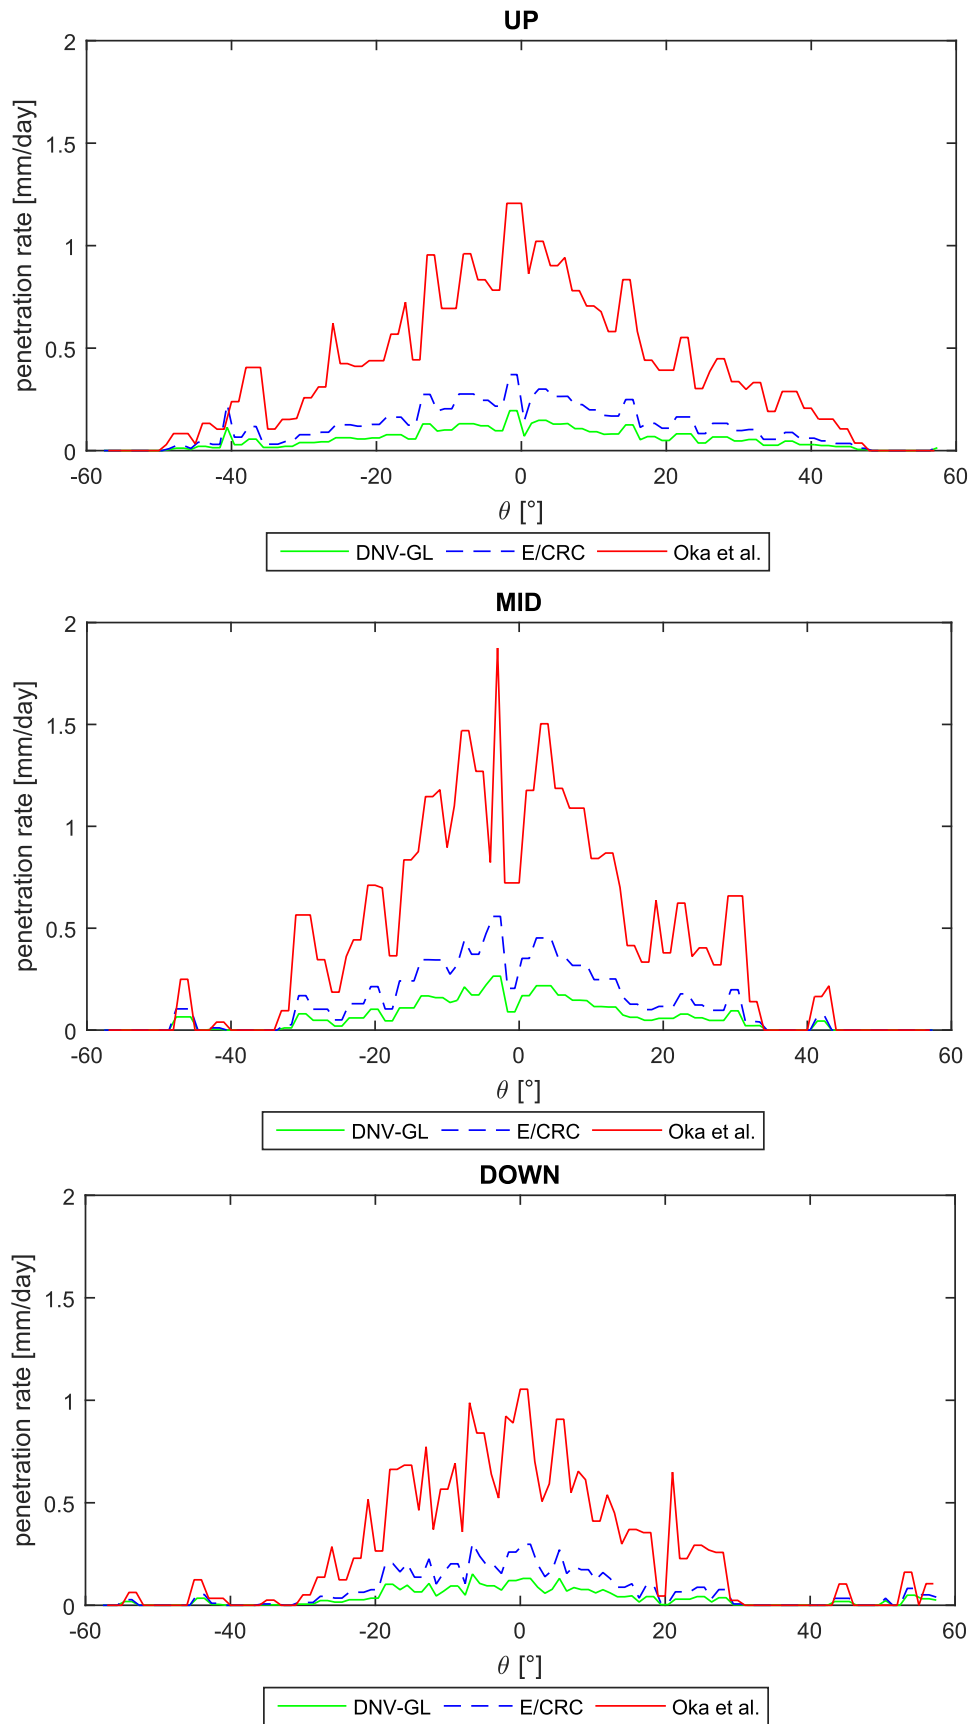 UP
penetration rate [mm/day]
2
1.5
1
0.5
0
-60 -40 -20 0 20 40 60
θ [°]
DNV-GL E/CRC Oka et al.
MID
penetration rate [mm/day]
2
1.5
1
0.5
0
-60 -40 -20 0 20 40 60
θ [°]
DNV-GL E/CRC Oka et al.
DOWN
penetration rate [mm/day]
2
1.5
1
0.5
0
-60 -40 -20 0 20 40 60
θ [°]
DNV-GL E/CRC Oka et al.